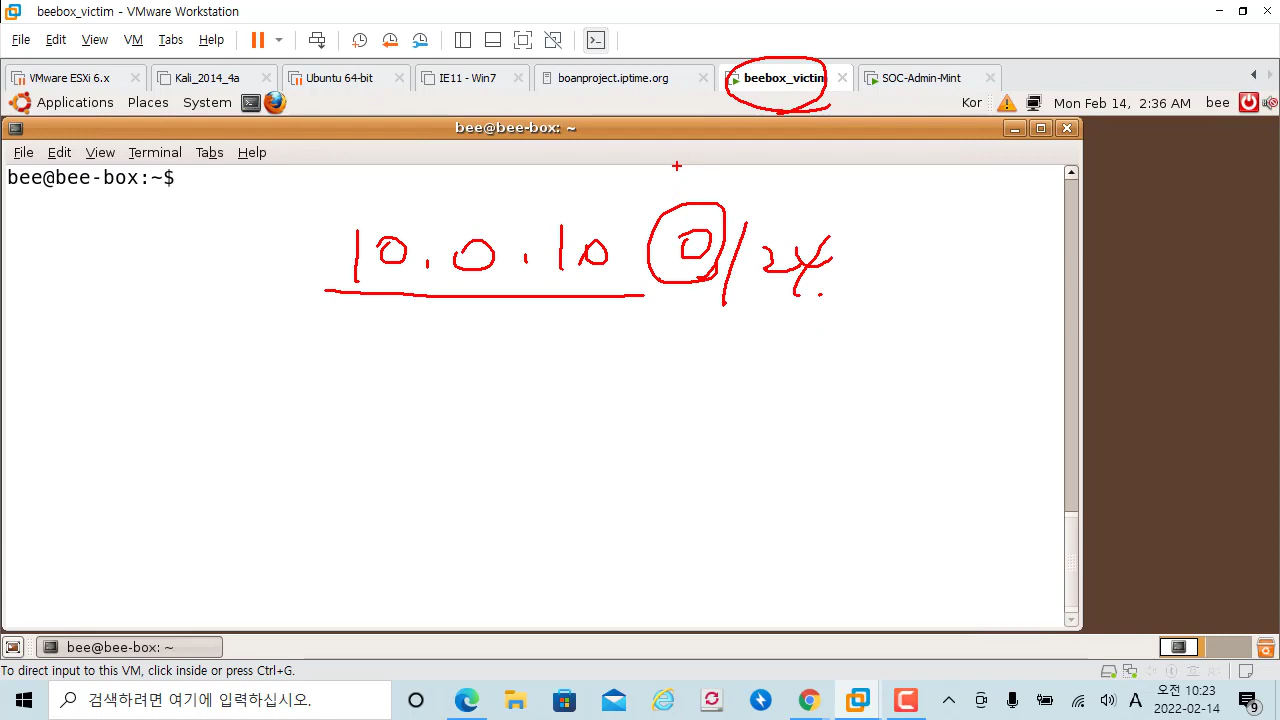 beebox_victim - VMware Workstation
File Edit View VM Tabs Help
VMware ESXi 6.x Kali_2014_4a Ubuntu 64-bit IE11 - Win7 boanproject.iptime.org beebox_victim SOC-Admin-Mint
Applications Places System Kor Mon Feb 14, 2:36 AM bee
bee@bee-box: ~
File Edit View Terminal Tabs Help
bee@bee-box:~$
10.0.10 0/24
bee@bee-box: ~
To direct input to this VM, click inside or press Ctrl+G.
검색하려면 여기에 입력하십시오. A 오전 10:23
2022-02-14 9